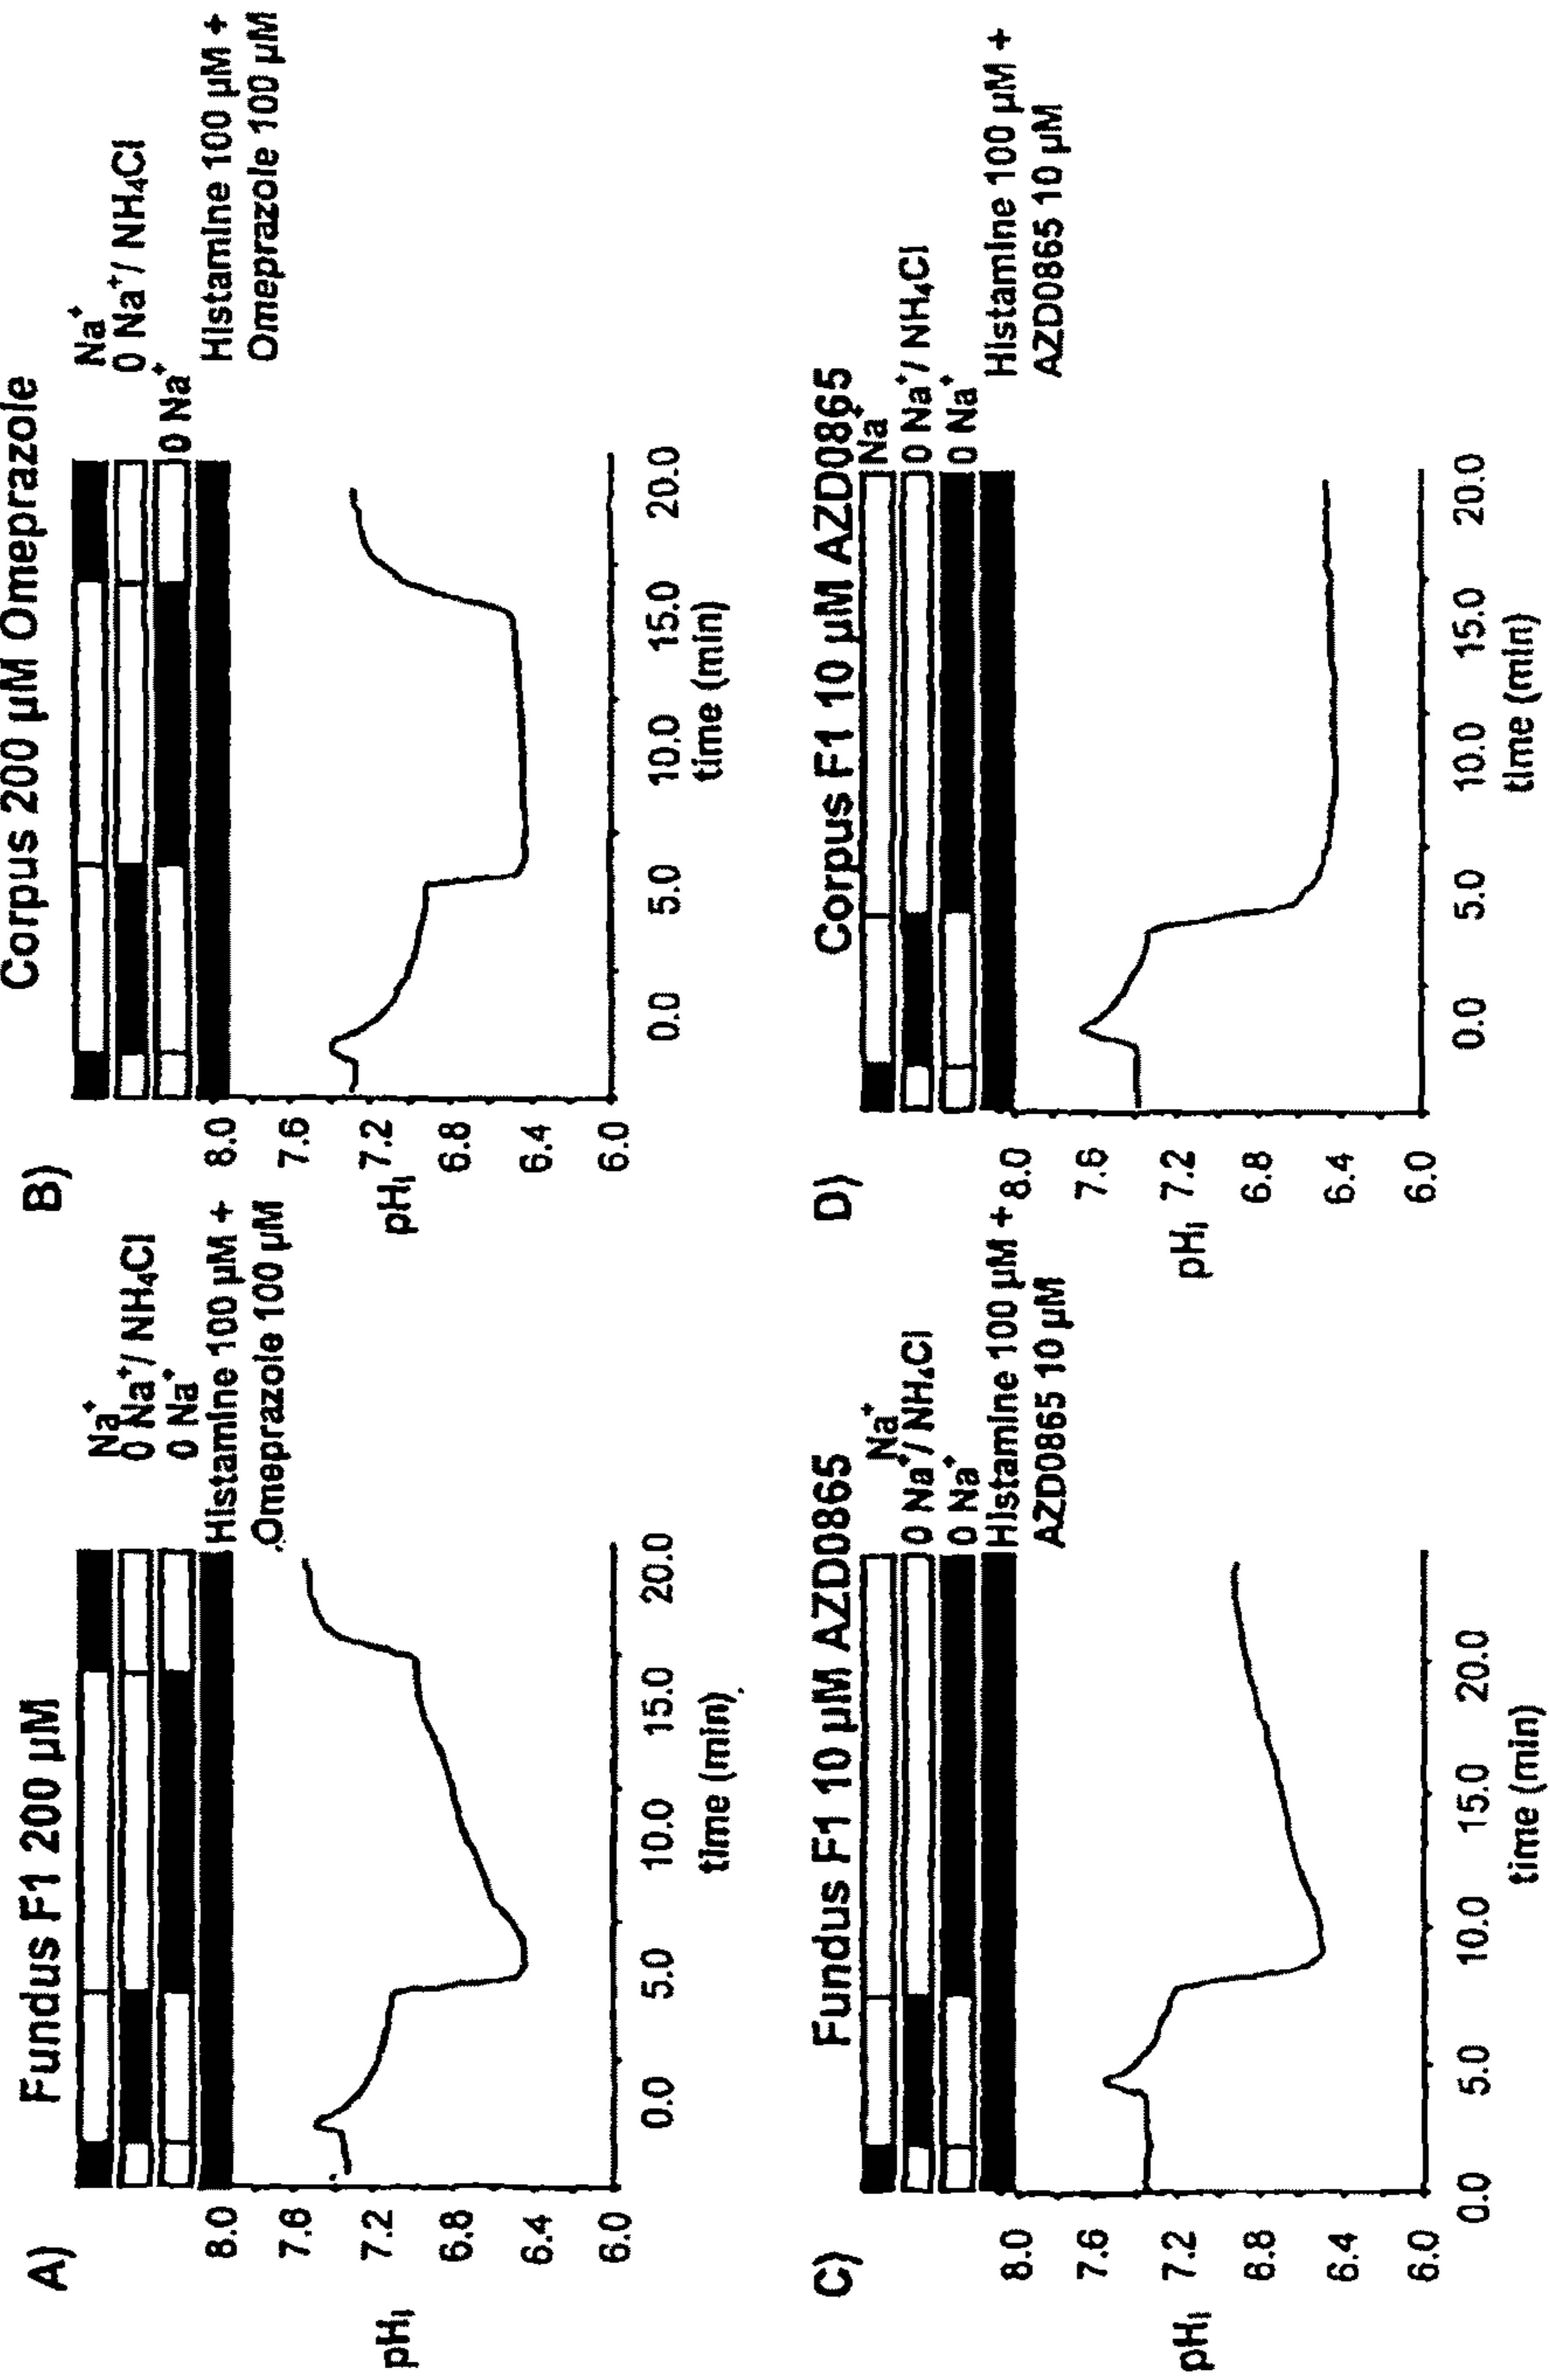 A)
Fundus F1 200 µM
Na⁺
0 Na⁺/ NH₄Cl
0 Na⁺
Histamine 100 µM +
Omeprazole 100 µM
pHᵢ
8.0
7.6
7.2
6.8
6.4
6.0
0.0 5.0 10.0 15.0 20.0
time (min)
B)
Corpus 200 µM Omeprazole
Na⁺
0 Na⁺/ NH₄Cl
0 Na⁺
Histamine 100 µM +
Omeprazole 100 µM
pHᵢ
8.0
7.6
7.2
6.8
6.4
6.0
0.0 5.0 10.0 15.0 20.0
time (min)
C)
Fundus F1 10 µM AZD0865
Na⁺
0 Na⁺/ NH₄Cl
0 Na⁺
Histamine 100 µM +
AZD0865 10 µM
pHᵢ
8.0
7.6
7.2
6.8
6.4
6.0
0.0 5.0 10.0 15.0 20.0
time (min)
D)
Corpus F1 10 µM AZD0865
Na⁺
0 Na⁺/ NH₄Cl
0 Na⁺
Histamine 100 µM +
AZD0865 10 µM
pHᵢ
8.0
7.6
7.2
6.8
6.4
6.0
0.0 5.0 10.0 15.0 20.0
time (min)